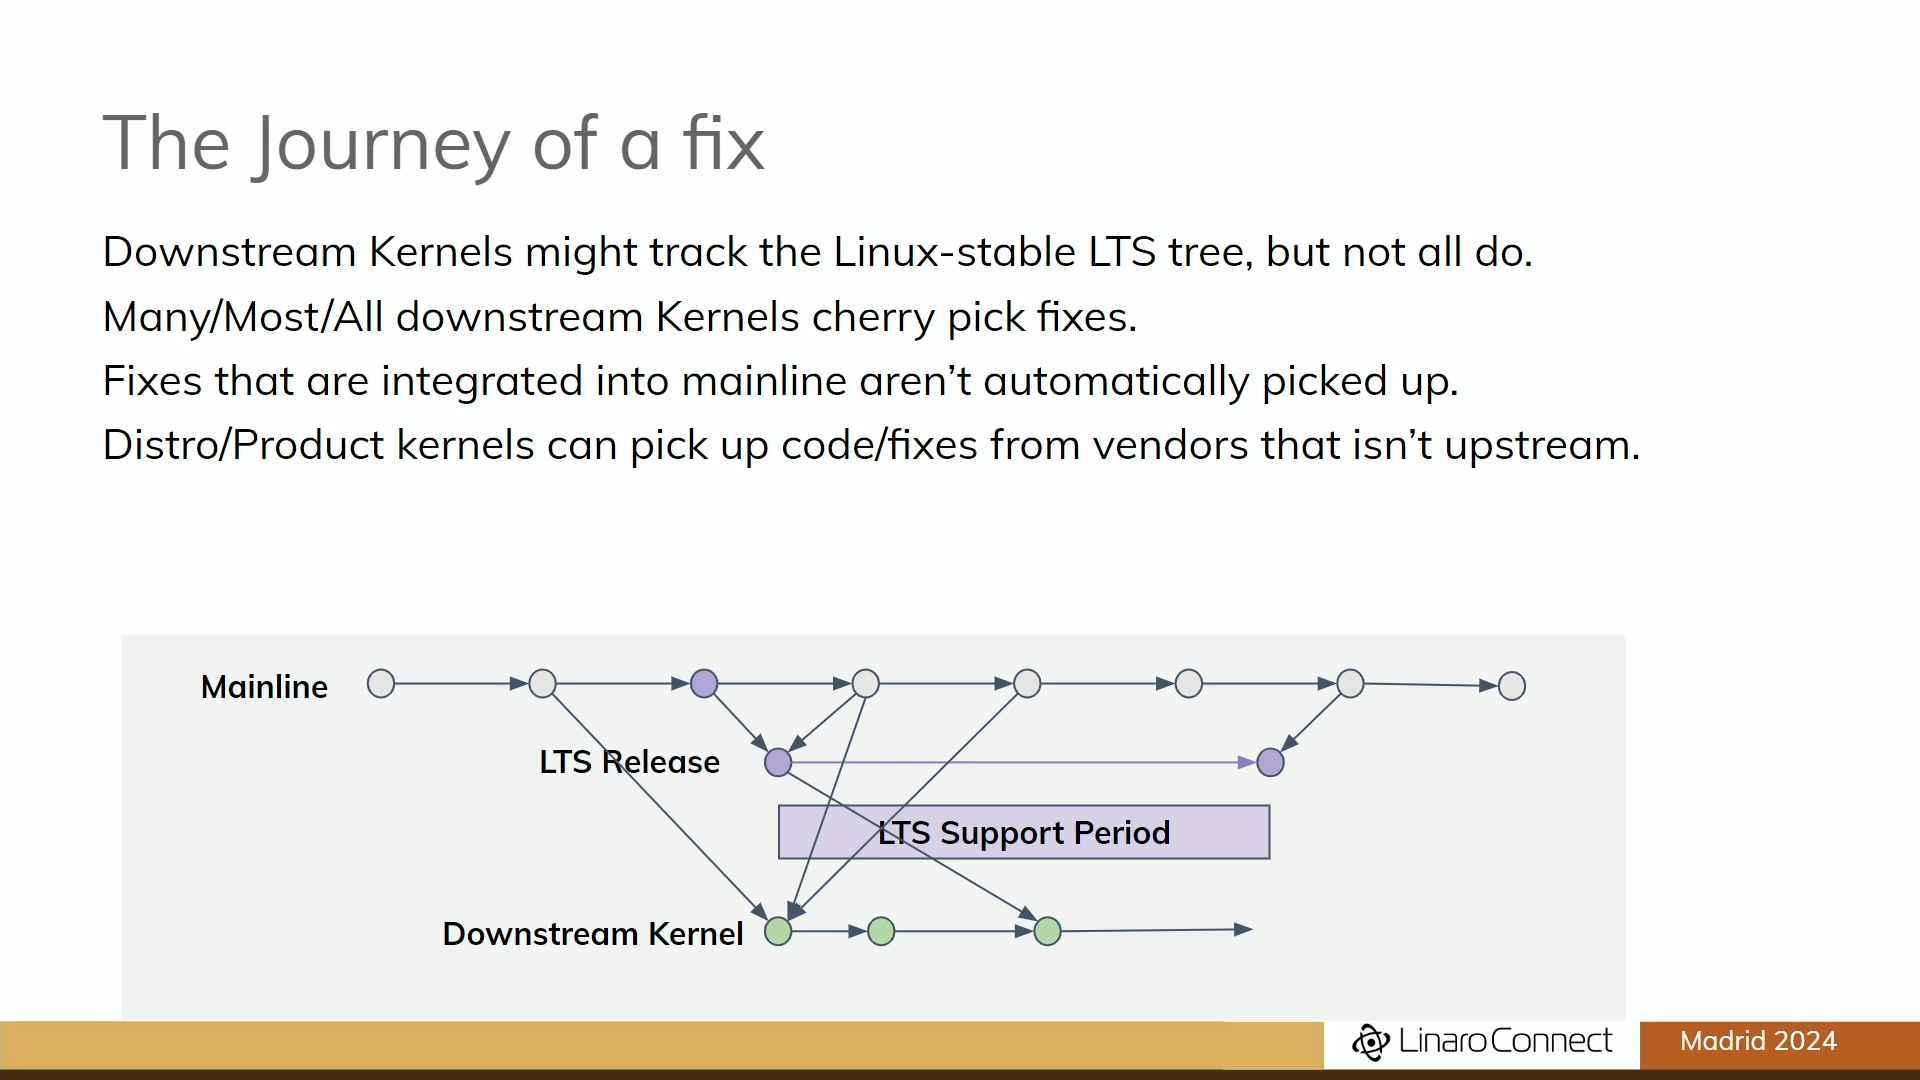 The Journey of a fix
Downstream Kernels might track the Linux-stable LTS tree, but not all do.
Many/Most/All downstream Kernels cherry pick fixes.
Fixes that are integrated into mainline aren’t automatically picked up.
Distro/Product kernels can pick up code/fixes from vendors that isn’t upstream.
Mainline
LTS Release
LTS Support Period
Downstream Kernel
Linaro Connect
Madrid 2024